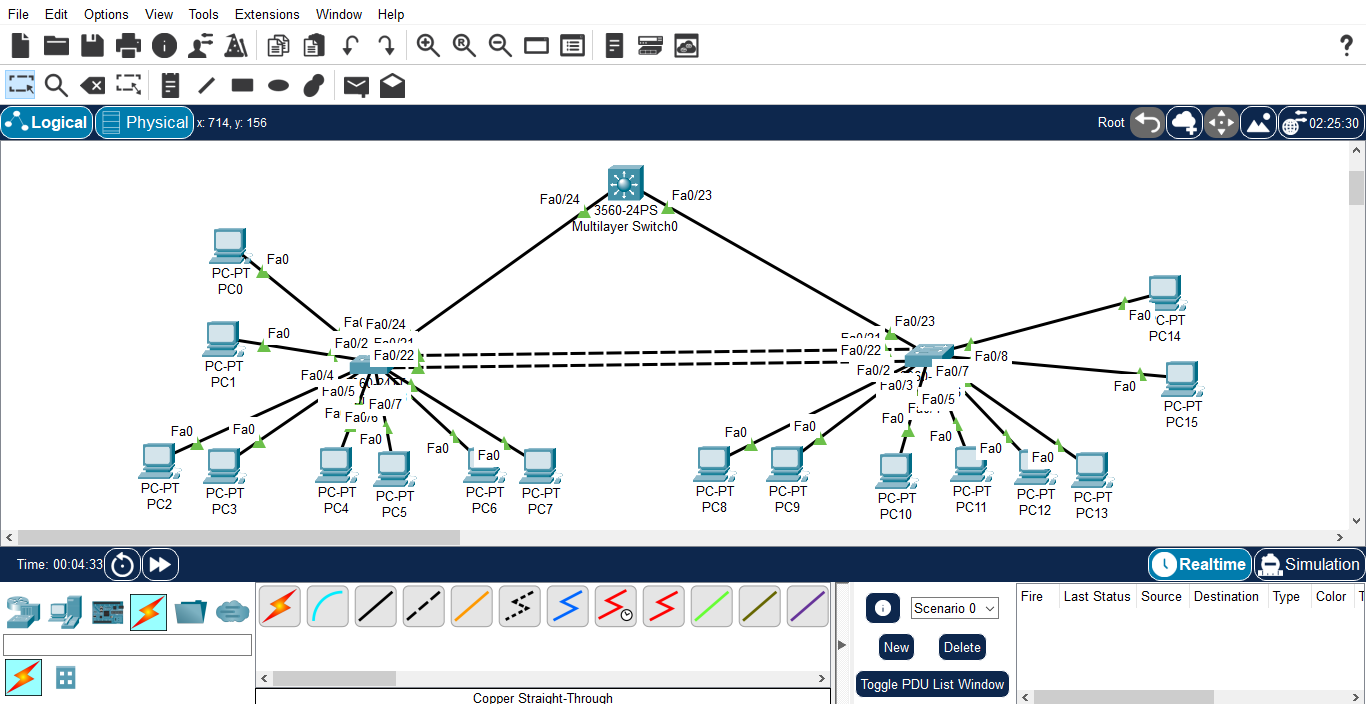 File Edit Options View Tools Extensions Window Help
Logical Physical x: 714, y: 156 Root 02:25:30
Fa0/24 Fa0/23
3560-24PS
Multilayer Switch0
Fa0
PC-PT
PC0
Fa0
PC-PT
PC1
Fa0/24
Fa0/2
Fa0/22
Fa0/4
Fa0/5
Fa0/7
Fa0/6
Fa0
PC-PT
PC2
Fa0
PC-PT
PC3
PC-PT
PC4
Fa0
PC-PT
PC5
Fa0
PC-PT
PC6
Fa0
PC-PT
PC7
Fa0/23
Fa0/22
Fa0/8
Fa0/2
Fa0/7
Fa0/3
Fa0/5
Fa0
PC-PT
PC8
Fa0
PC-PT
PC9
Fa0
PC-PT
PC10
Fa0
PC-PT
PC11
Fa0
PC-PT
PC12
Fa0
PC-PT
PC13
Fa0
C-PT
PC14
Fa0
PC-PT
PC15
Time: 00:04:33 Realtime Simulation
Scenario 0
New Delete
Toggle PDU List Window
Fire Last Status Source Destination Type Color T
Copper Straight-Through